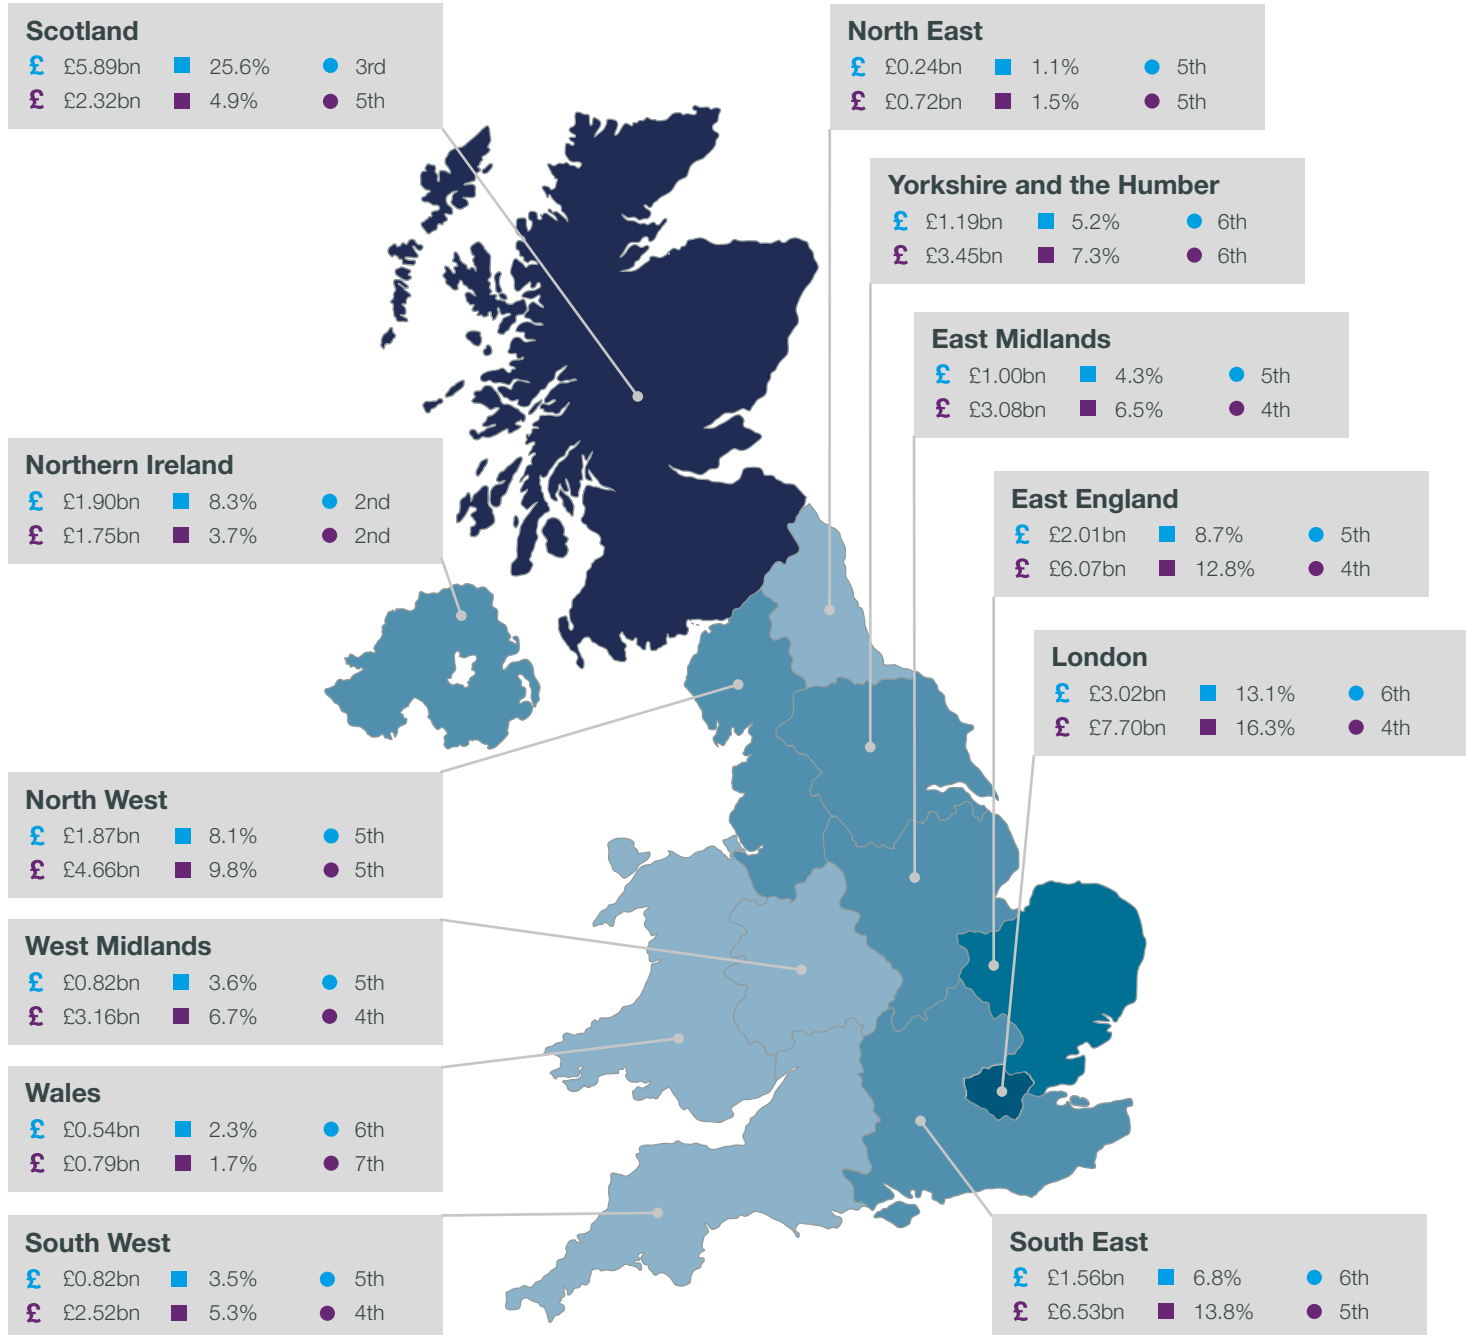 Scotland
£ £5.89bn 25.6% 3rd
£ £2.32bn 4.9% 5th
North East
£ £0.24bn 1.1% 5th
£ £0.72bn 1.5% 5th
Yorkshire and the Humber
£ £1.19bn 5.2% 6th
£ £3.45bn 7.3% 6th
East Midlands
£ £1.00bn 4.3% 5th
£ £3.08bn 6.5% 4th
Northern Ireland
£ £1.90bn 8.3% 2nd
£ £1.75bn 3.7% 2nd
East England
£ £2.01bn 8.7% 5th
£ £6.07bn 12.8% 4th
London
£ £3.02bn 13.1% 6th
£ £7.70bn 16.3% 4th
North West
£ £1.87bn 8.1% 5th
£ £4.66bn 9.8% 5th
West Midlands
£ £0.82bn 3.6% 5th
£ £3.16bn 6.7% 4th
Wales
£ £0.54bn 2.3% 6th
£ £0.79bn 1.7% 7th
South West
£ £0.82bn 3.5% 5th
£ £2.52bn 5.3% 4th
South East
£ £1.56bn 6.8% 6th
£ £6.53bn 13.8% 5th